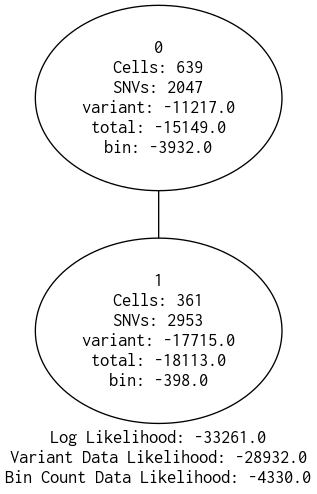 0
Cells: 639
SNVs: 2047
variant: -11217.0
total: -15149.0
bin: -3932.0
1
Cells: 361
SNVs: 2953
variant: -17715.0
total: -18113.0
bin: -398.0
Log Likelihood: -33261.0
Variant Data Likelihood: -28932.0
Bin Count Data Likelihood: -4330.0